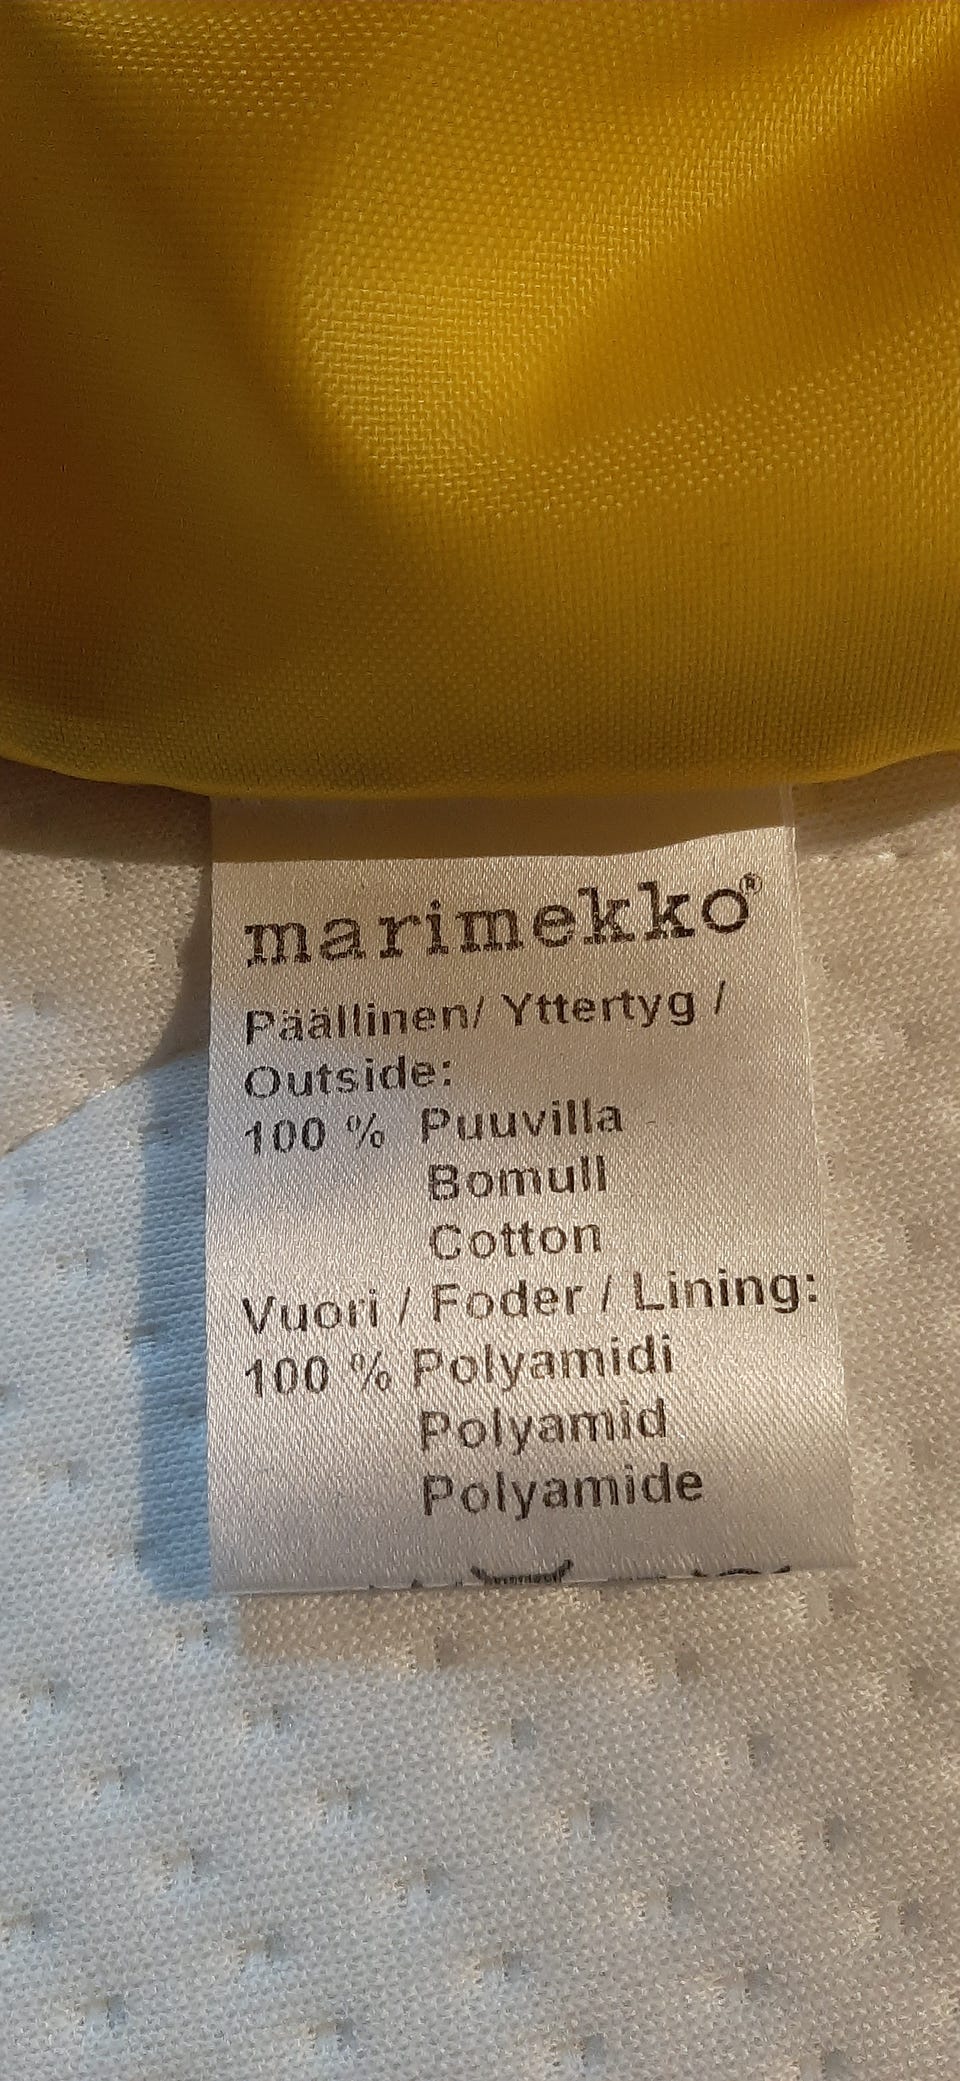 marimekko®
Päällinen/ Yttertyg /
Outside:
100 % Puuvilla
Bomull
Cotton
Vuori / Foder / Lining:
100 % Polyamidi
Polyamid
Polyamide